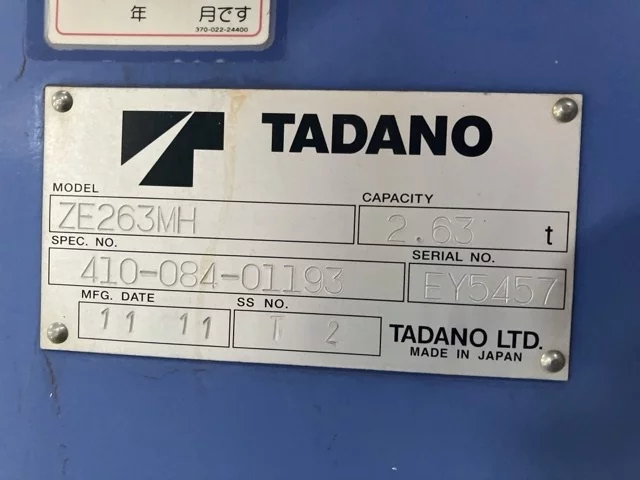 年 月です
370-022-24400
TADANO
MODEL
ZE263MH
CAPACITY
2.63 t
SPEC. NO.
410-084-01193
SERIAL NO.
EY5457
MFG. DATE
11 11
SS NO.
T 2
TADANO LTD.
MADE IN JAPAN